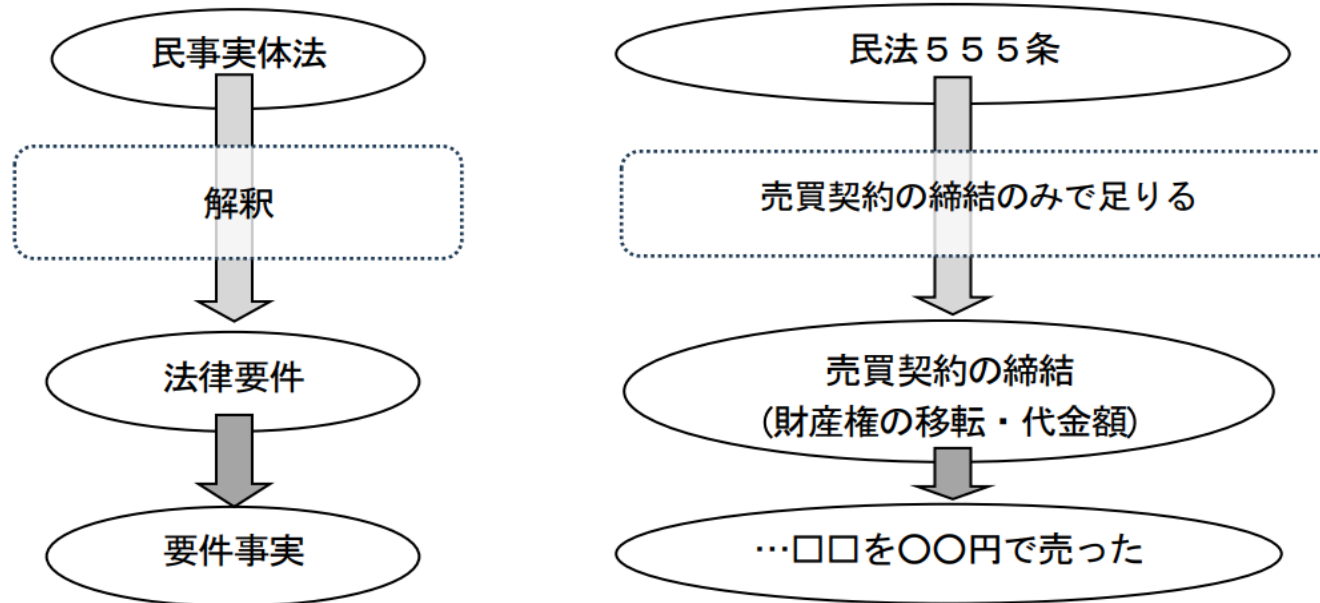 民事実体法
民法５５５条
解釈
売買契約の締結のみで足りる
法律要件
売買契約の締結
(財産権の移転・代金額)
要件事実
…□□を〇〇円で売った